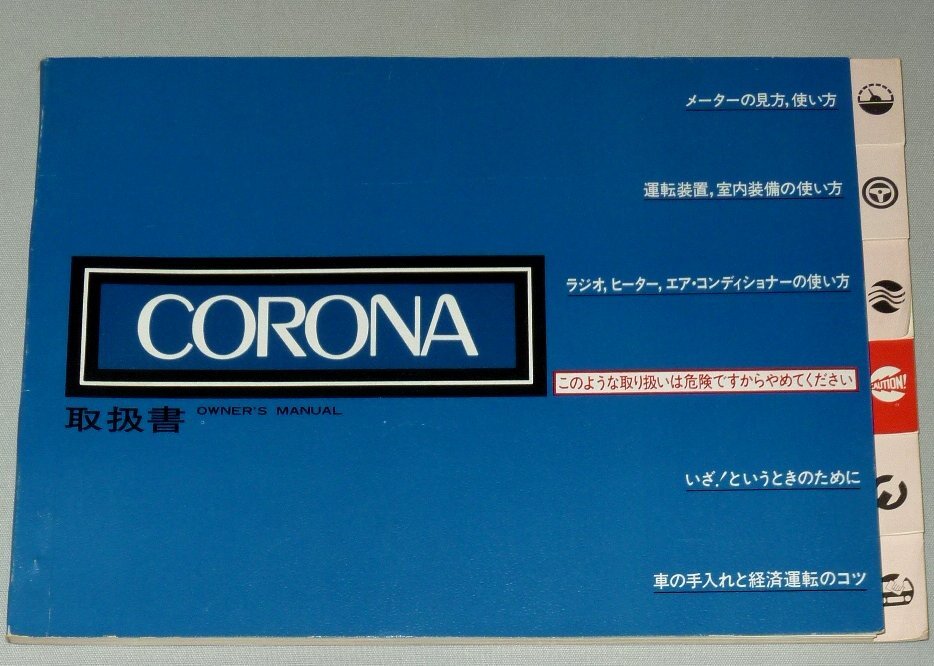 メーターの見方,使い方
運転装置,室内装備の使い方
ラジオ,ヒーター,エア・コンディショナーの使い方
CORONA
このような取り扱いは危険ですからやめてください
CAUTION!
取扱書 OWNER'S MANUAL
いざ!というときのために
車の手入れと経済運転のコツ